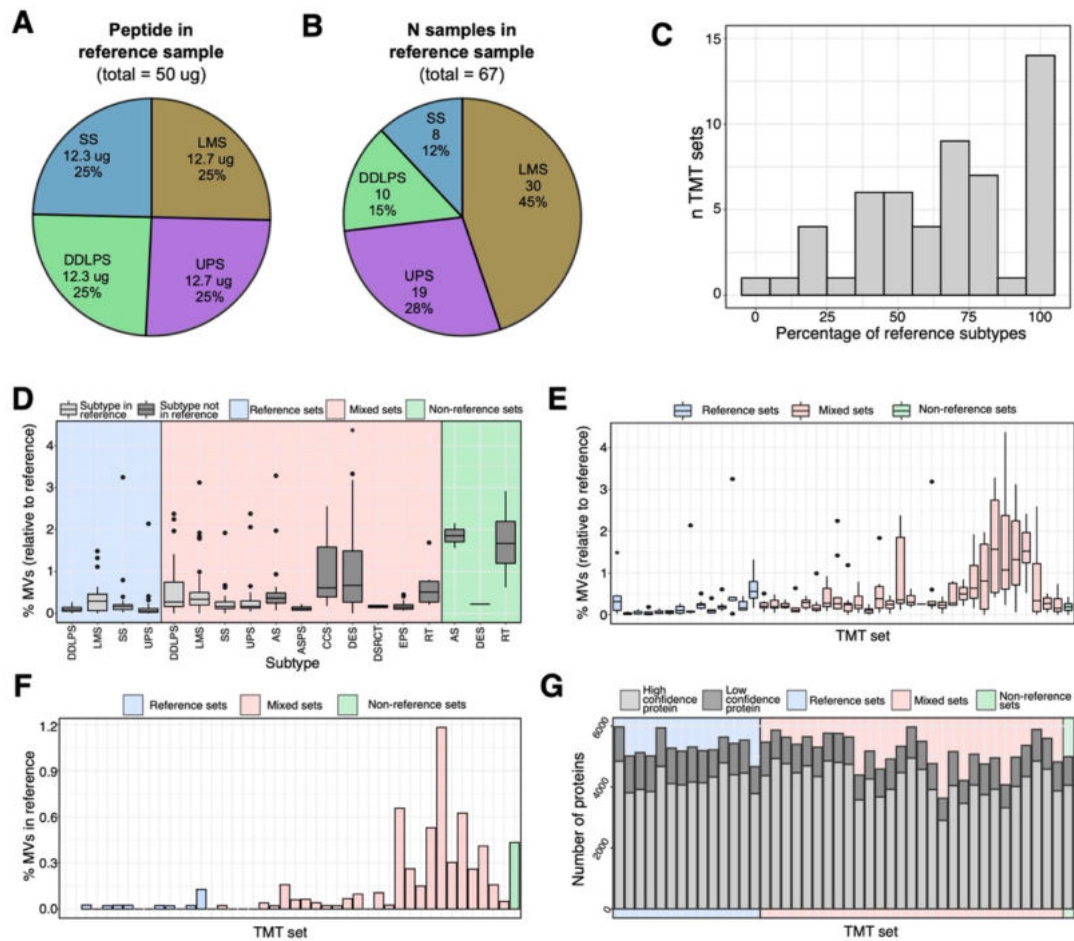 A
Peptide in
reference sample
(total = 50 ug)
SS
12.3 ug
25%
LMS
12.7 ug
25%
DDLPS
12.3 ug
25%
UPS
12.7 ug
25%
B
N samples in
reference sample
(total = 67)
SS
8
12%
DDLPS
10
15%
LMS
30
45%
UPS
19
28%
C
n TMT sets
15
10
5
0
0 25 50 75 100
Percentage of reference subtypes
D
Subtype in
reference
Subtype not
in reference
Reference sets
Mixed sets
Non-reference sets
% MVs (relative to reference)
4
3
2
1
0
DDLPS LMS SS UPS DDLPS LMS SS UPS AS ASPS CCS DES DSRCT EPS RT AS DES RT
Subtype
E
Reference sets
Mixed sets
Non-reference sets
% MVs (relative to reference)
4
3
2
1
0
TMT set
F
Reference sets
Mixed sets
Non-reference sets
% MVs in reference
1.2
0.9
0.6
0.3
0.0
TMT set
G
High
confidence
protein
Low
confidence
protein
Reference sets
Mixed sets
Non-reference
sets
Number of proteins
6000
4000
2000
0
TMT set